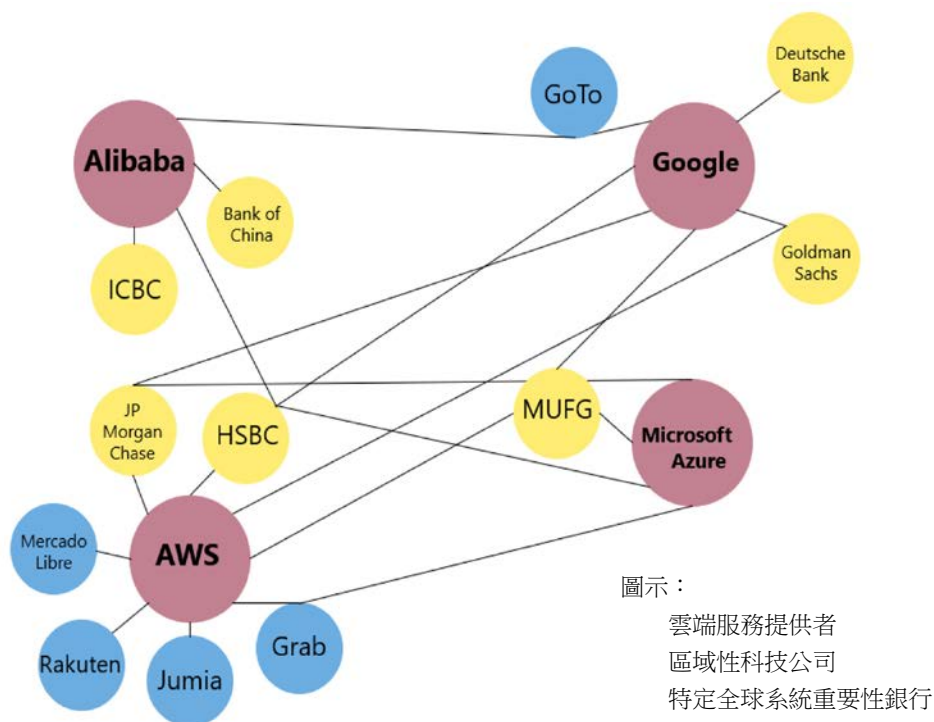 Deutsche
Bank
GoTo
Alibaba
Google
Bank of
China
Goldman
Sachs
ICBC
JP
Morgan
Chase
HSBC
MUFG
Microsoft
Azure
Mercado
Libre
AWS
Rakuten
Jumia
Grab
圖示：
雲端服務提供者
區域性科技公司
特定全球系統重要性銀行